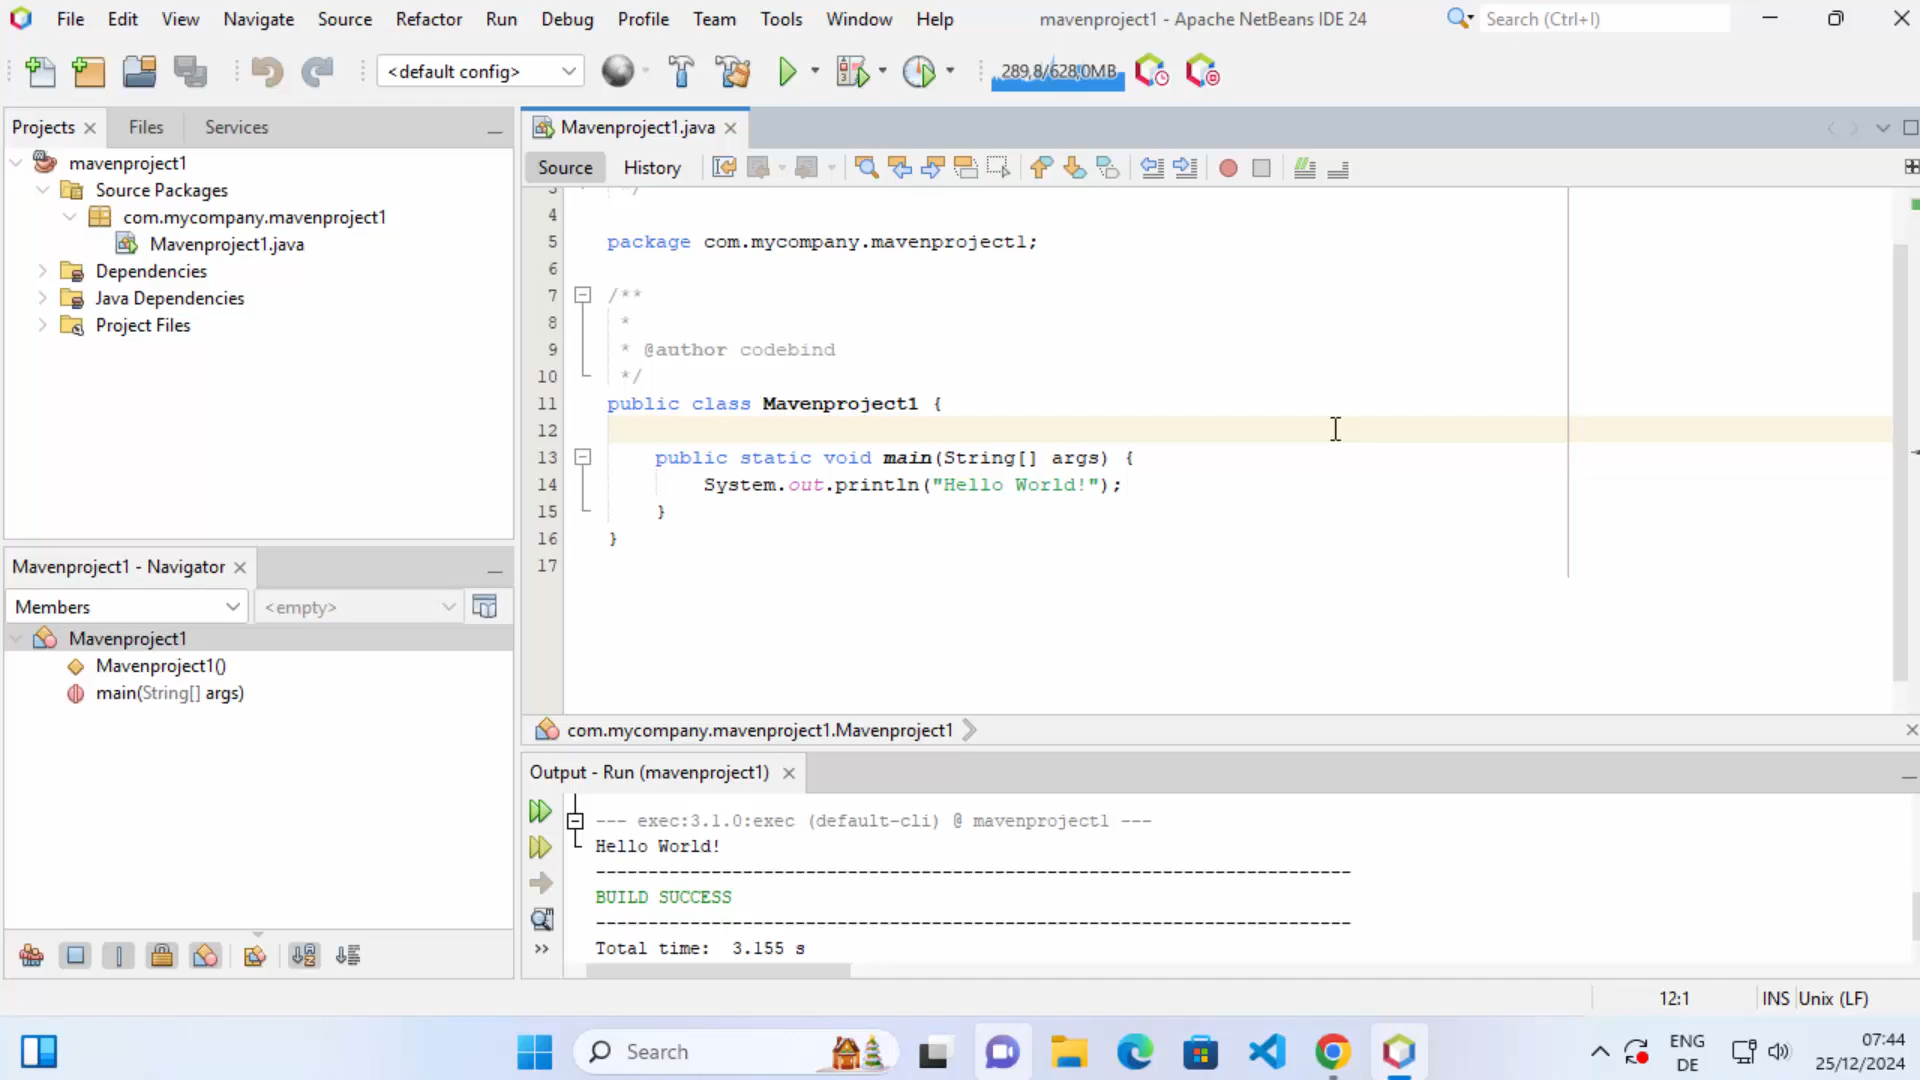 File Edit View Navigate Source Refactor Run Debug Profile Team Tools Window Help mavenproject1 - Apache NetBeans IDE 24 Search (Ctrl+I)
<default config> 289,8/628,0MB
Projects Files Services
mavenproject1
Source Packages
com.mycompany.mavenproject1
Mavenproject1.java
Dependencies
Java Dependencies
Project Files
Mavenproject1 - Navigator
Members <empty>
Mavenproject1
Mavenproject1()
main(String[] args)
Mavenproject1.java
Source History
3 */
4
5 package com.mycompany.mavenproject1;
6
7 /**
8 *
9 * @author codebind
10 */
11 public class Mavenproject1 {
12
13 public static void main(String[] args) {
14 System.out.println("Hello World!");
15 }
16 }
17
com.mycompany.mavenproject1.Mavenproject1
Output - Run (mavenproject1)
--- exec:3.1.0:exec (default-cli) @ mavenproject1 ---
Hello World!
------------------------------------------------------------------------
BUILD SUCCESS
------------------------------------------------------------------------
Total time:  3.155 s
12:1 INS Unix (LF)
Search
ENG
DE
07:44
25/12/2024